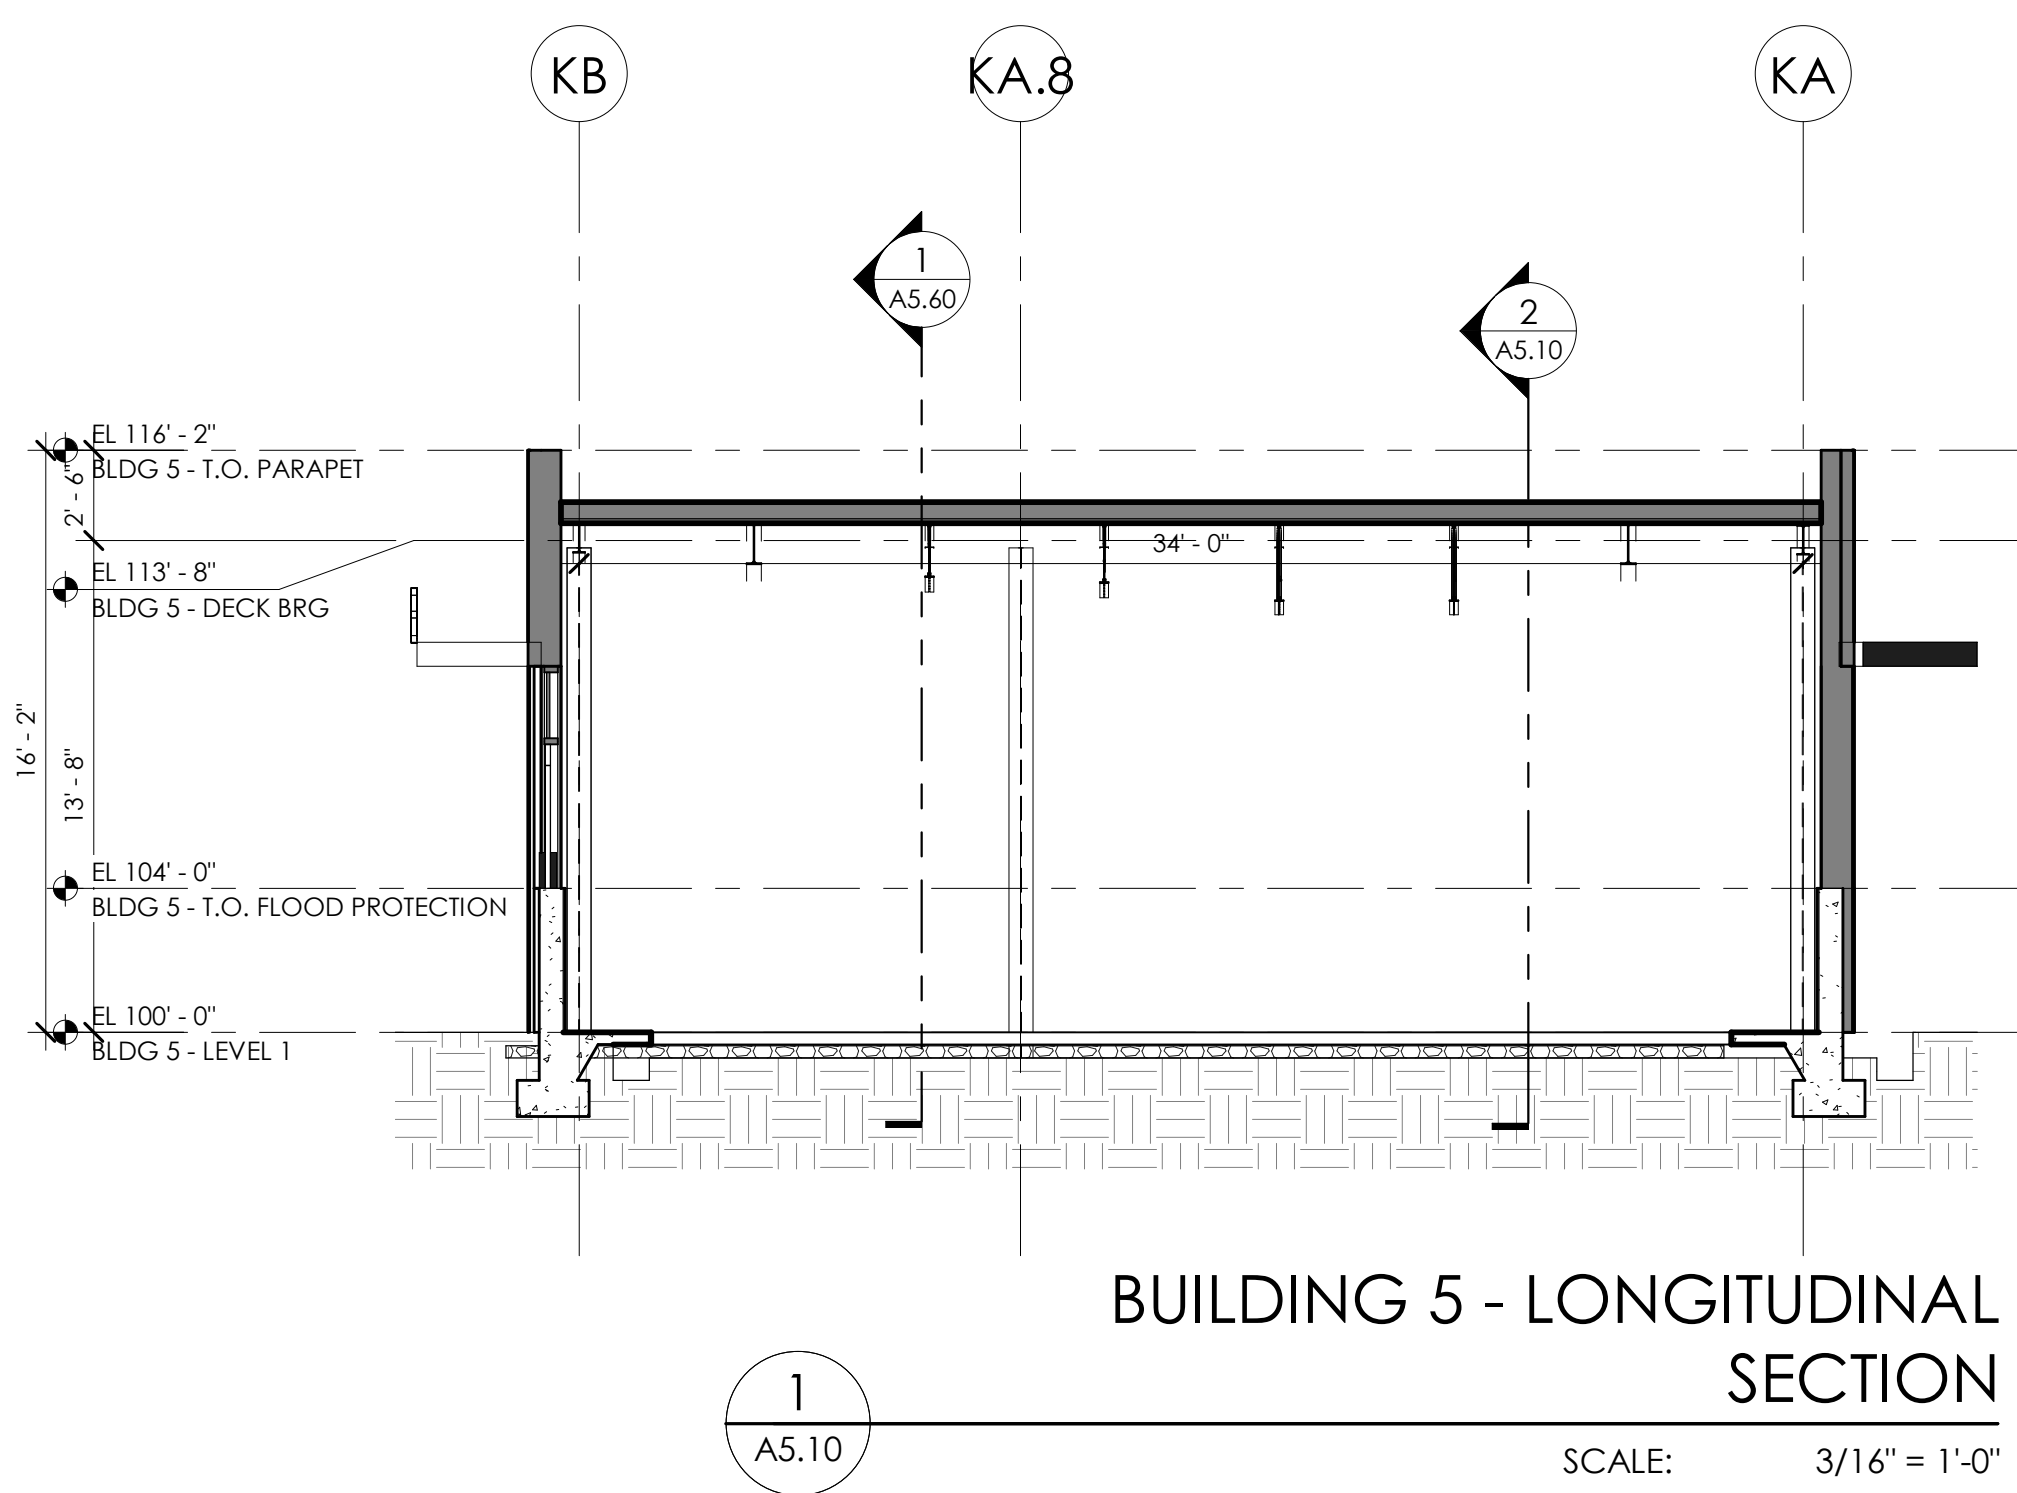 KB
KA.8
KA
1
A5.60
2
A5.10
EL 116' - 2"
BLDG 5 - T.O. PARAPET
2' - 6"
34' - 0"
EL 113' - 8"
BLDG 5 - DECK BRG
16' - 2"
13' - 8"
EL 104' - 0"
BLDG 5 - T.O. FLOOD PROTECTION
EL 100' - 0"
BLDG 5 - LEVEL 1
BUILDING 5 - LONGITUDINAL
SECTION
1
A5.10
SCALE: 3/16" = 1'-0"